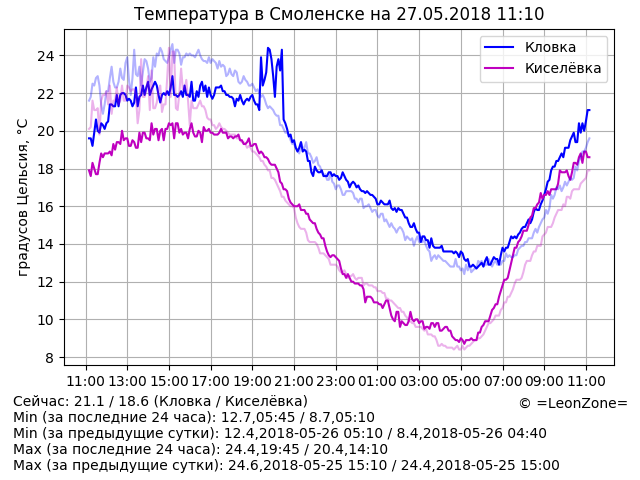 Температура в Смоленске на 27.05.2018 11:10
Кловка
Киселёвка
градусов Цельсия, °C
24
22
20
18
16
14
12
10
8
11:00 13:00 15:00 17:00 19:00 21:00 23:00 01:00 03:00 05:00 07:00 09:00 11:00
Сейчас: 21.1 / 18.6 (Кловка / Киселёвка)
© =LeonZone=
Min (за последние 24 часа): 12.7,05:45 / 8.7,05:10
Min (за предыдущие сутки): 12.4,2018-05-26 05:10 / 8.4,2018-05-26 04:40
Max (за последние 24 часа): 24.4,19:45 / 20.4,14:10
Max (за предыдущие сутки): 24.6,2018-05-25 15:10 / 24.4,2018-05-25 15:00